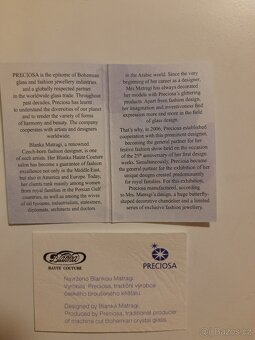 PRECIOSA is the epitome of Bohemian
glass and fashion jewellery industries
and a globally respected partner
in the worldwide glass trade. Throughout
past decades, Preciosa has learnt
to understand the diversities of our planet
and to render the variety of forms
of harmony and beauty. The company
cooperates with artists and designers
worldwide.
Blanka Matragi, a renowned
Czech-born fashion designer, is one
of such artists. Her Blanka Haute Couture
salon has become a guarantee of fashion
excellence not only in the Middle East,
but also in America and Europe. Today,
her clients rank mainly among women
from royal families in the Persian Gulf
countries, as well as among the wives
of oil tycoons, industrialists, statesmen,
diplomats, architects and doctors
in the Arabic world. Since the very
beginning of her career as a designer,
Mrs. Matragi has always decorated
her models with Preciosa's glittering
products. Apart from fashion design,
her imagination and inventiveness find
expression more and more in the field
of glass design.
That's why, in 2006, Preciosa commenced
cooperation with this prominent designer,
becoming the general partner for her
festive fashion show held on the occasion
of the 25th anniversary of her first design
works. Simultaneously, Preciosa became
the general partner for the exhibition of her
unique designs created predominantly
for royal families. For this exhibition,
Preciosa manufactured, according
to Mrs. Matragi's design, a huge butterfly-
shaped decorative chandelier and a limited
series of exclusive fashion jewellery.
Blanka
HAUTE COUTURE
PRECIOSA
Navrženo Blankou Matragi
Vyrobila Preciosa, tradiční výrobce
českého broušeného křišťálu
Designed by Blanka Matragi
Produced by Preciosa, traditional producer
of machine cut Bohemian crystal glass